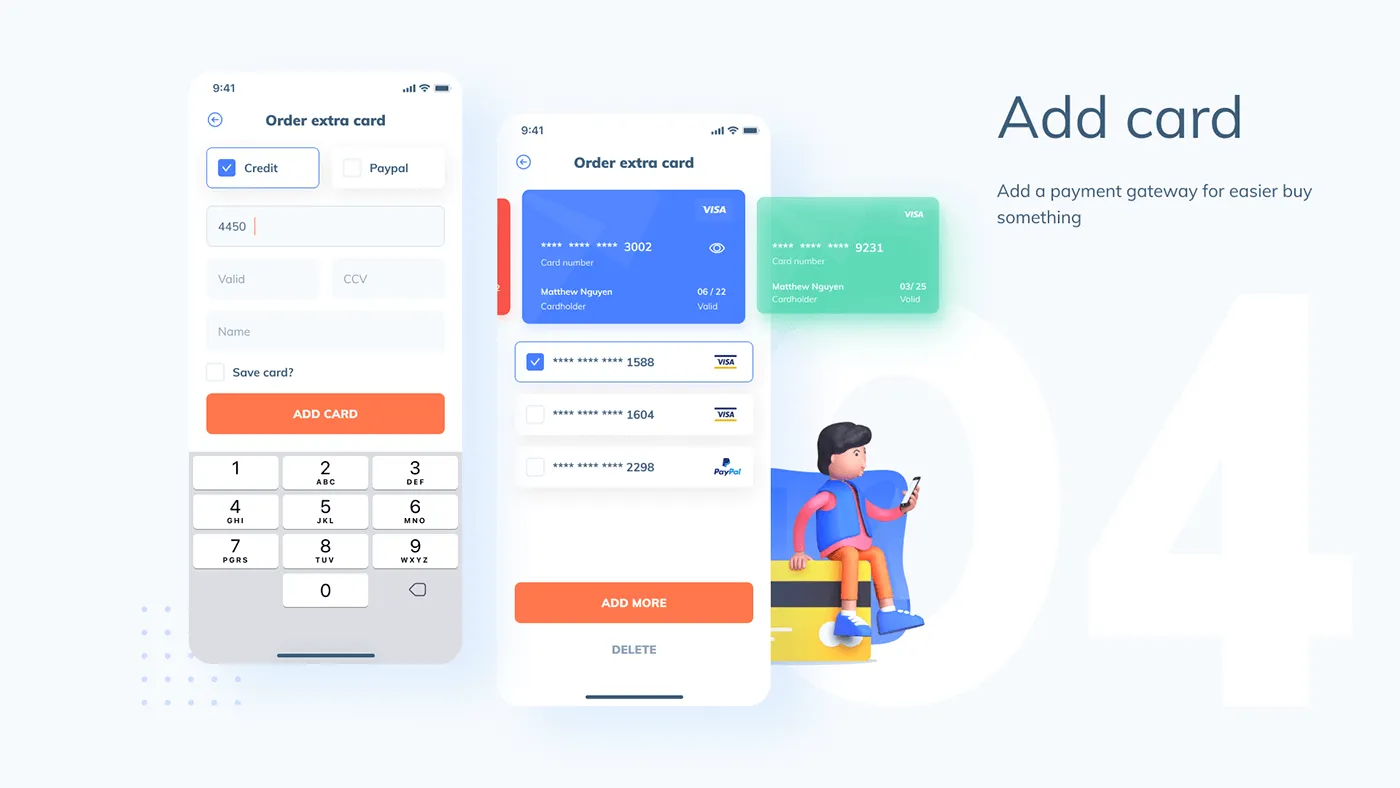 9:41
Order extra card
Credit
Paypal
4450
Valid
CCV
Name
Save card?
ADD CARD
1
2
ABC
3
DEF
4
GHI
5
JKL
6
MNO
7
PGRS
8
TUV
9
WXYZ
0
9:41
Order extra card
2
VISA
**** **** **** 3002
Card number
Matthew Nguyen
06 / 22
Cardholder
Valid
VISA
**** **** **** 9231
Card number
Matthew Nguyen
03/ 25
Cardholder
Valid
**** **** **** 1588
VISA
**** **** **** 1604
VISA
**** **** **** 2298
PayPal
ADD MORE
DELETE
Add card
Add a payment gateway for easier buy
something
04